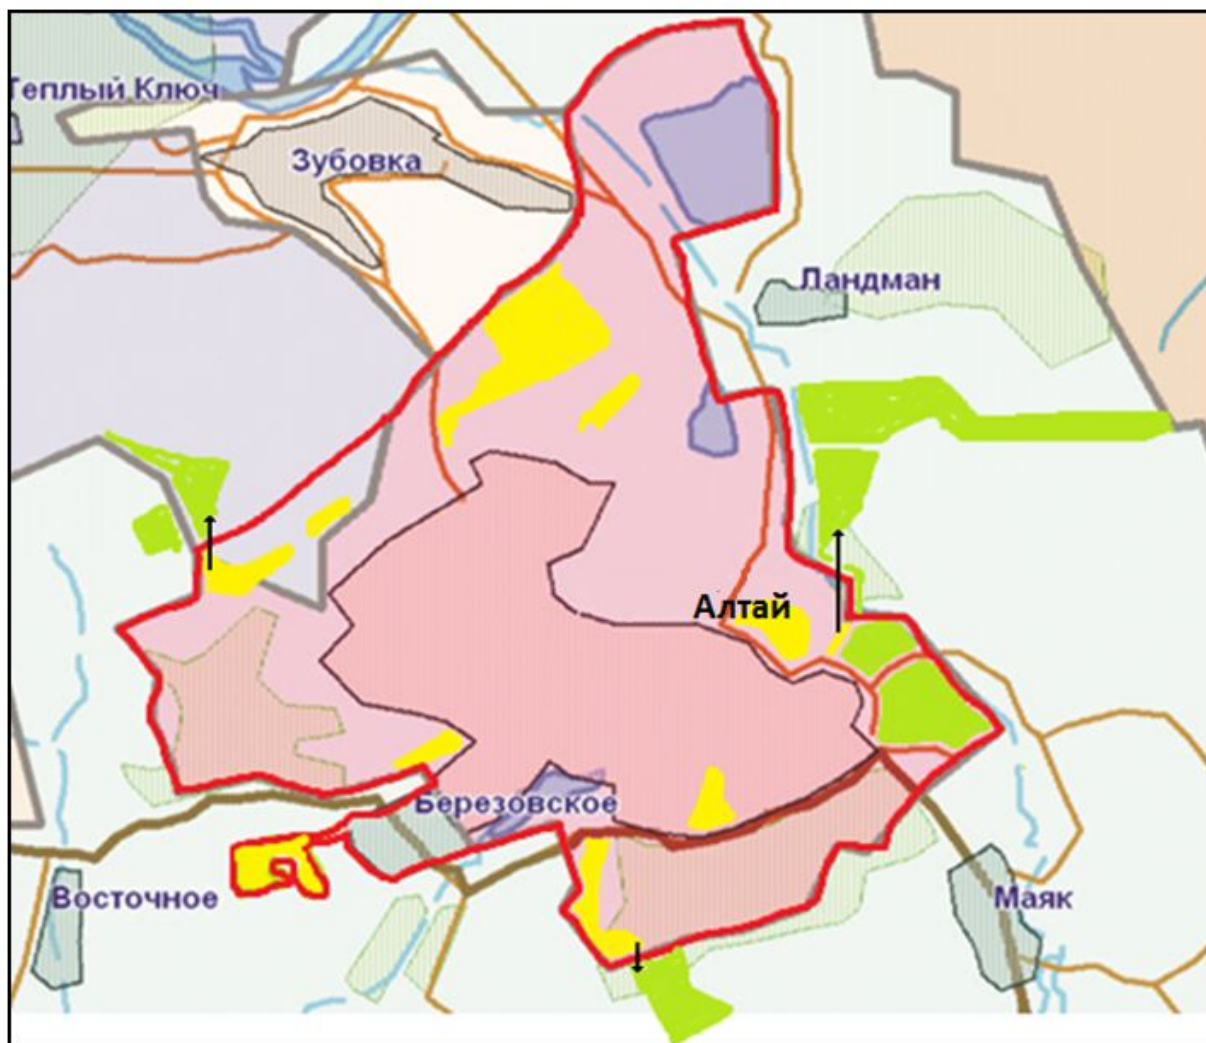 Теплый Ключ
Зубовка
Ландман
Алтай
Березовское
Восточное
Маяк